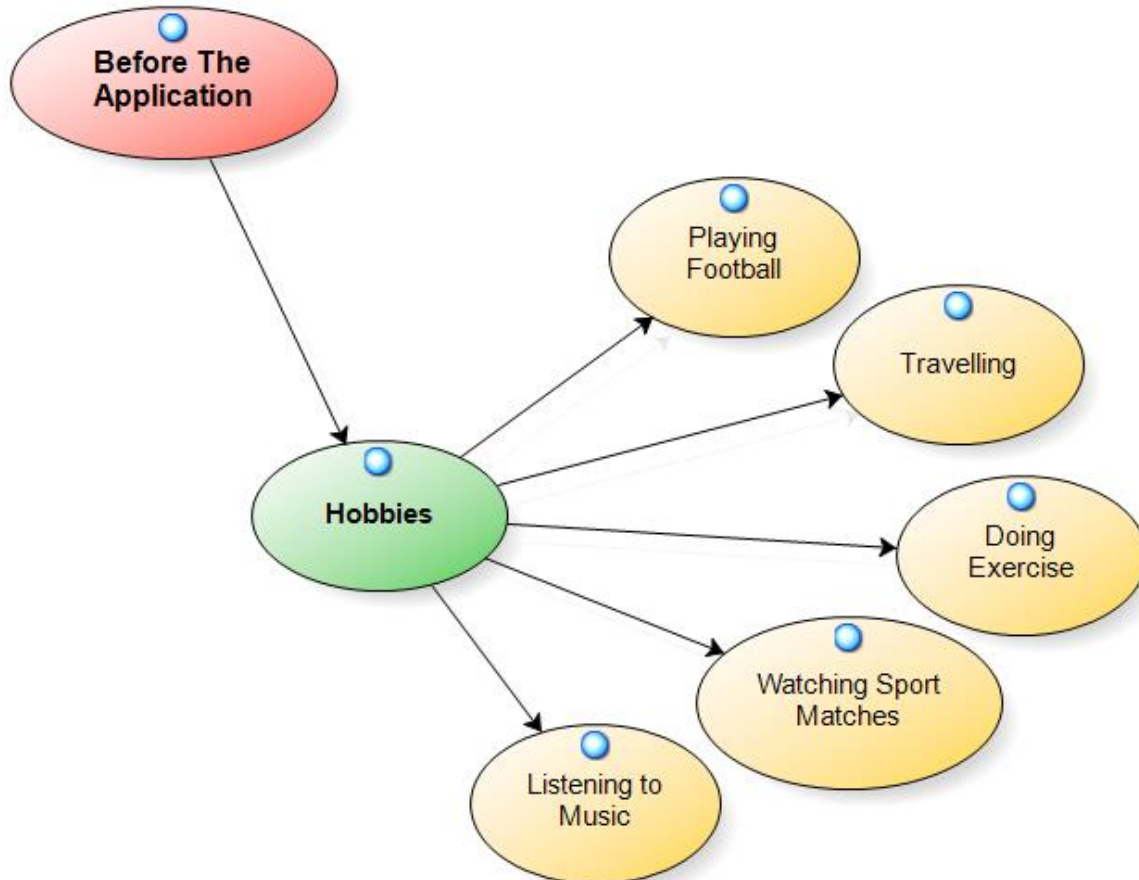 Before The
Application
Playing
Football
Travelling
Hobbies
Doing
Exercise
Watching Sport
Matches
Listening to
Music